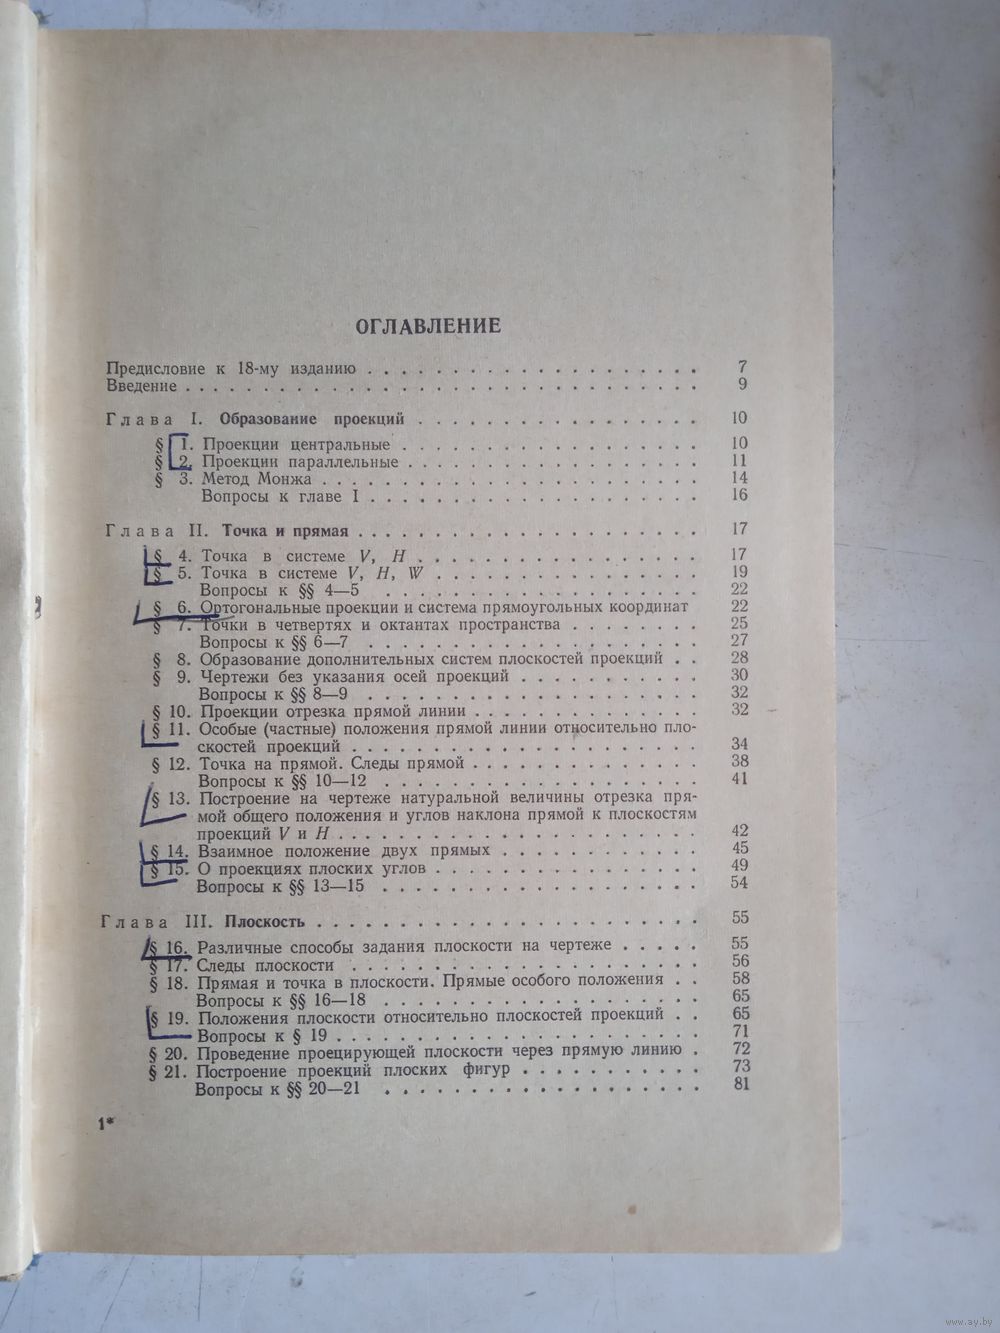 ОГЛАВЛЕНИЕ
Предисловие к 18-му изданию . . . . . . . . . . . . . . . . . . . . 7
Введение . . . . . . . . . . . . . . . . . . . . . . . . . . . . . . 9
Глава I. Образование проекций . . . . . . . . . . . . . . . . . 10
§ 1. Проекции центральные . . . . . . . . . . . . . . . . . . 10
§ 2. Проекции параллельные . . . . . . . . . . . . . . . . . 11
§ 3. Метод Монжа . . . . . . . . . . . . . . . . . . . . . . . 14
Вопросы к главе I . . . . . . . . . . . . . . . . . . . . 16
Глава II. Точка и прямая . . . . . . . . . . . . . . . . . . . . 17
§ 4. Точка в системе V, H . . . . . . . . . . . . . . . . . 17
§ 5. Точка в системе V, H, W . . . . . . . . . . . . . . . . 19
Вопросы к §§ 4—5 . . . . . . . . . . . . . . . . . . . 22
§ 6. Ортогональные проекции и система прямоугольных координат 22
§ 7. Точки в четвертях и октантах пространства . . . . . . . . 25
Вопросы к §§ 6—7 . . . . . . . . . . . . . . . . . . . 27
§ 8. Образование дополнительных систем плоскостей проекций . . 28
§ 9. Чертежи без указания осей проекций . . . . . . . . . . . 30
Вопросы к §§ 8—9 . . . . . . . . . . . . . . . . . . . 32
§ 10. Проекции отрезка прямой линии . . . . . . . . . . . . . 32
§ 11. Особые (частные) положения прямой линии относительно пло-
скостей проекций . . . . . . . . . . . . . . . . . . . . . 34
§ 12. Точка на прямой. Следы прямой . . . . . . . . . . . . . 38
Вопросы к §§ 10—12 . . . . . . . . . . . . . . . . . . 41
§ 13. Построение на чертеже натуральной величины отрезка пря-
мой общего положения и углов наклона прямой к плоскостям
проекций V и H . . . . . . . . . . . . . . . . . . . . . . 42
§ 14. Взаимное положение двух прямых . . . . . . . . . . . . 45
§ 15. О проекциях плоских углов . . . . . . . . . . . . . . . 49
Вопросы к §§ 13—15 . . . . . . . . . . . . . . . . . . 54
Глава III. Плоскость . . . . . . . . . . . . . . . . . . . . . . 55
§ 16. Различные способы задания плоскости на чертеже . . . . . 55
§ 17. Следы плоскости . . . . . . . . . . . . . . . . . . . . 56
§ 18. Прямая и точка в плоскости. Прямые особого положения . . 58
Вопросы к §§ 16—18 . . . . . . . . . . . . . . . . . . 65
§ 19. Положения плоскости относительно плоскостей проекций . . 65
Вопросы к § 19 . . . . . . . . . . . . . . . . . . . . . 71
§ 20. Проведение проецирующей плоскости через прямую линию . 72
§ 21. Построение проекций плоских фигур . . . . . . . . . . . 73
Вопросы к §§ 20—21 . . . . . . . . . . . . . . . . . . 81
1*
www.ay.by